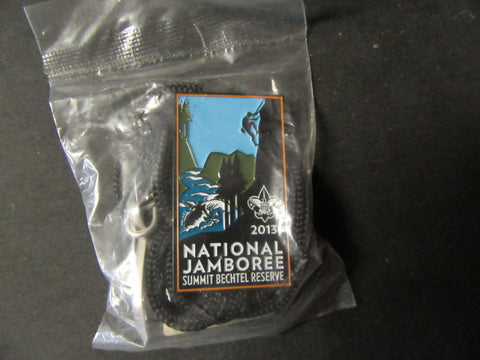 2013
NATIONAL
JAMBOREE
SUMMIT BECHTEL RESERVE